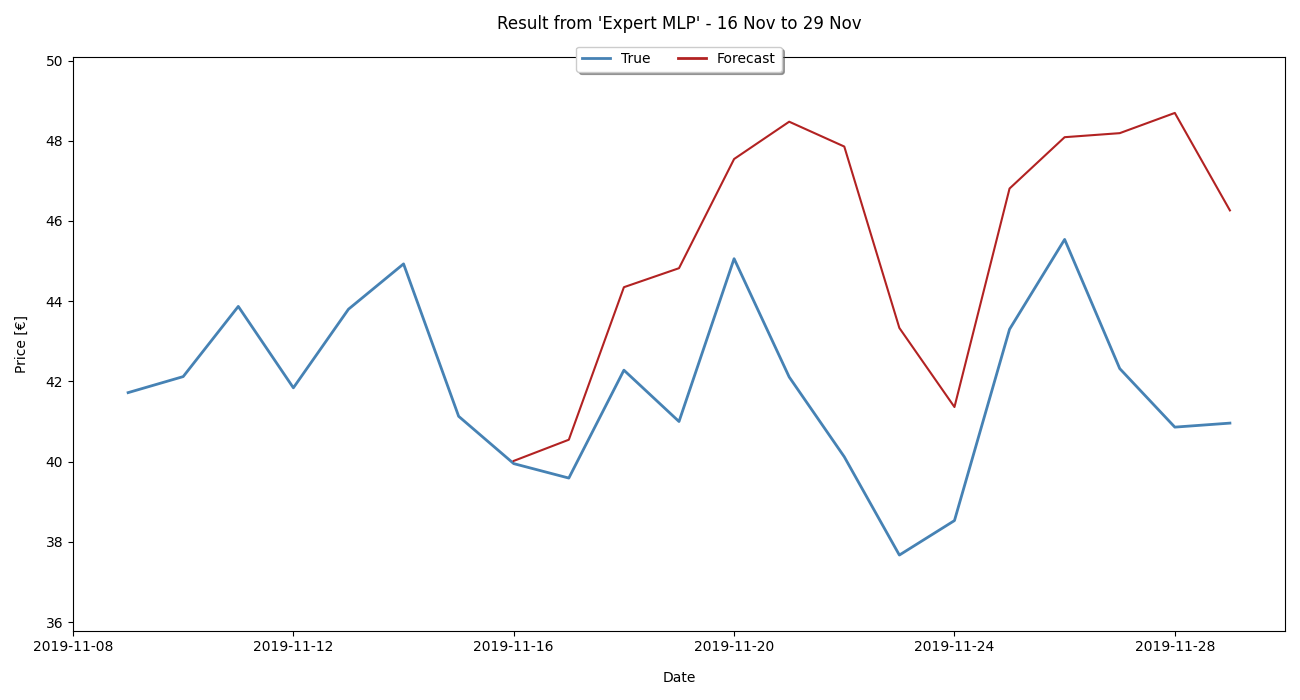 Result from 'Expert MLP' - 16 Nov to 29 Nov
True Forecast
50
48
46
44
42
40
38
36
Price [€]
2019-11-08 2019-11-12 2019-11-16 2019-11-20 2019-11-24 2019-11-28
Date